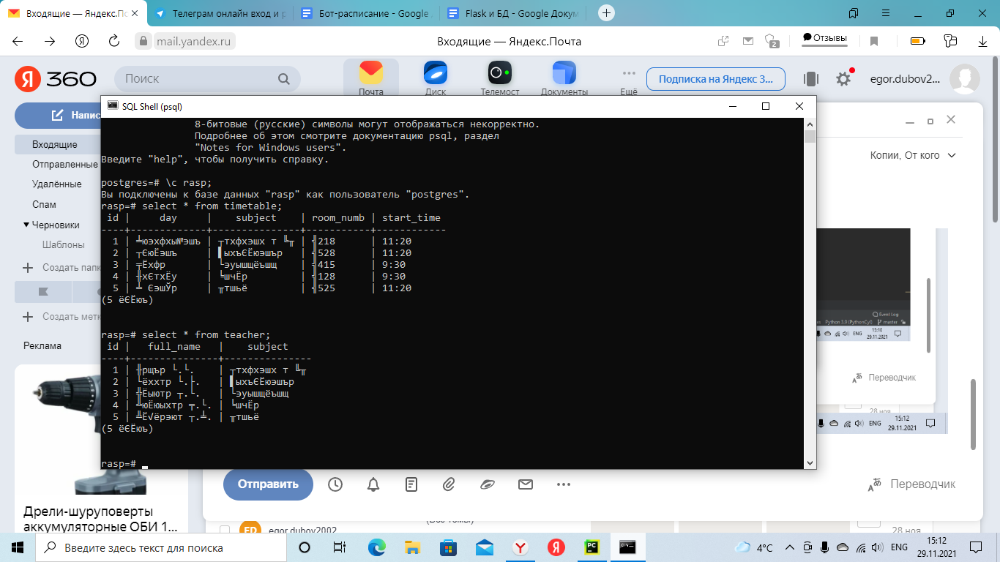 Входящие — Яндекс.По
Телеграм онлайн вход и р
Бот-расписание - Google
Flask и БД - Google Докум
mail.yandex.ru
Входящие — Яндекс.Почта
2
Отзывы
Я 360
Поиск
Почта
Диск
Телемост
Документы
Ещё
Подписка на Яндекс 3...
egor.dubov2...
Напис
Входящие
Отправленные
Удалённые
Спам
Черновики
Шаблоны
Создать папк
Создать метк
Реклама
Дрели-шуруповерты
аккумуляторные ОБИ 1...
SQL Shell (psql)
8-битовые (русские) символы могут отображаться некорректно.
Подробнее об этом смотрите документацию psql, раздел
"Notes for Windows users".
Введите "help", чтобы получить справку.
postgres=# \c rasp;
Вы подключены к базе данных "rasp" как пользователь "postgres".
rasp=# select * from timetable;
id | day | subject | room_numb | start_time
----+-------------+---------------+-----------+------------
1 | ╧юэхфхы№эшъ | ┬тхфхэшх т ╚╥ | ╣218 | 11:20
2 | ┬ЄюЁэшъ | ▌ыхъЄЁюэшър | ╣528 | 11:20
3 | ╤Ёхфр | └эуышщёъшщ | ╣415 | 9:30
4 | ╫хЄтхЁу | ╘шчЁр | ╣128 | 9:30
5 | ╧ ЄэшЎр | ╥тшьё | ╣525 | 11:20
(5 ёЄЁюъ)
rasp=# select * from teacher;
id | full_name | subject
----+---------------+---------------
1 | ╫рщър └.└. | ┬тхфхэшх т ╚╥
2 | └ёххтр └.├. | ▌ыхъЄЁюэшър
3 | ╬Ёыютр ┬.└. | └эуышщёъшщ
4 | ╩юЁюыхтр ╤.└. | ╘шчЁр
5 | ╩Ё√ёрэют ┬.╧. | ╥тшьё
(5 ёЄЁюъ)
rasp=#
Копии, От кого
Event Log
Python 3.9 (PythonCyl)
master
ENG
15:10
29.11.2021
Переводчик
28 ноя
ENG
15:12
29.11.2021
Отправить
Переводчик
ED
egor.dubov2002
28 ноя
Введите здесь текст для поиска
4°C
ENG
15:12
29.11.2021